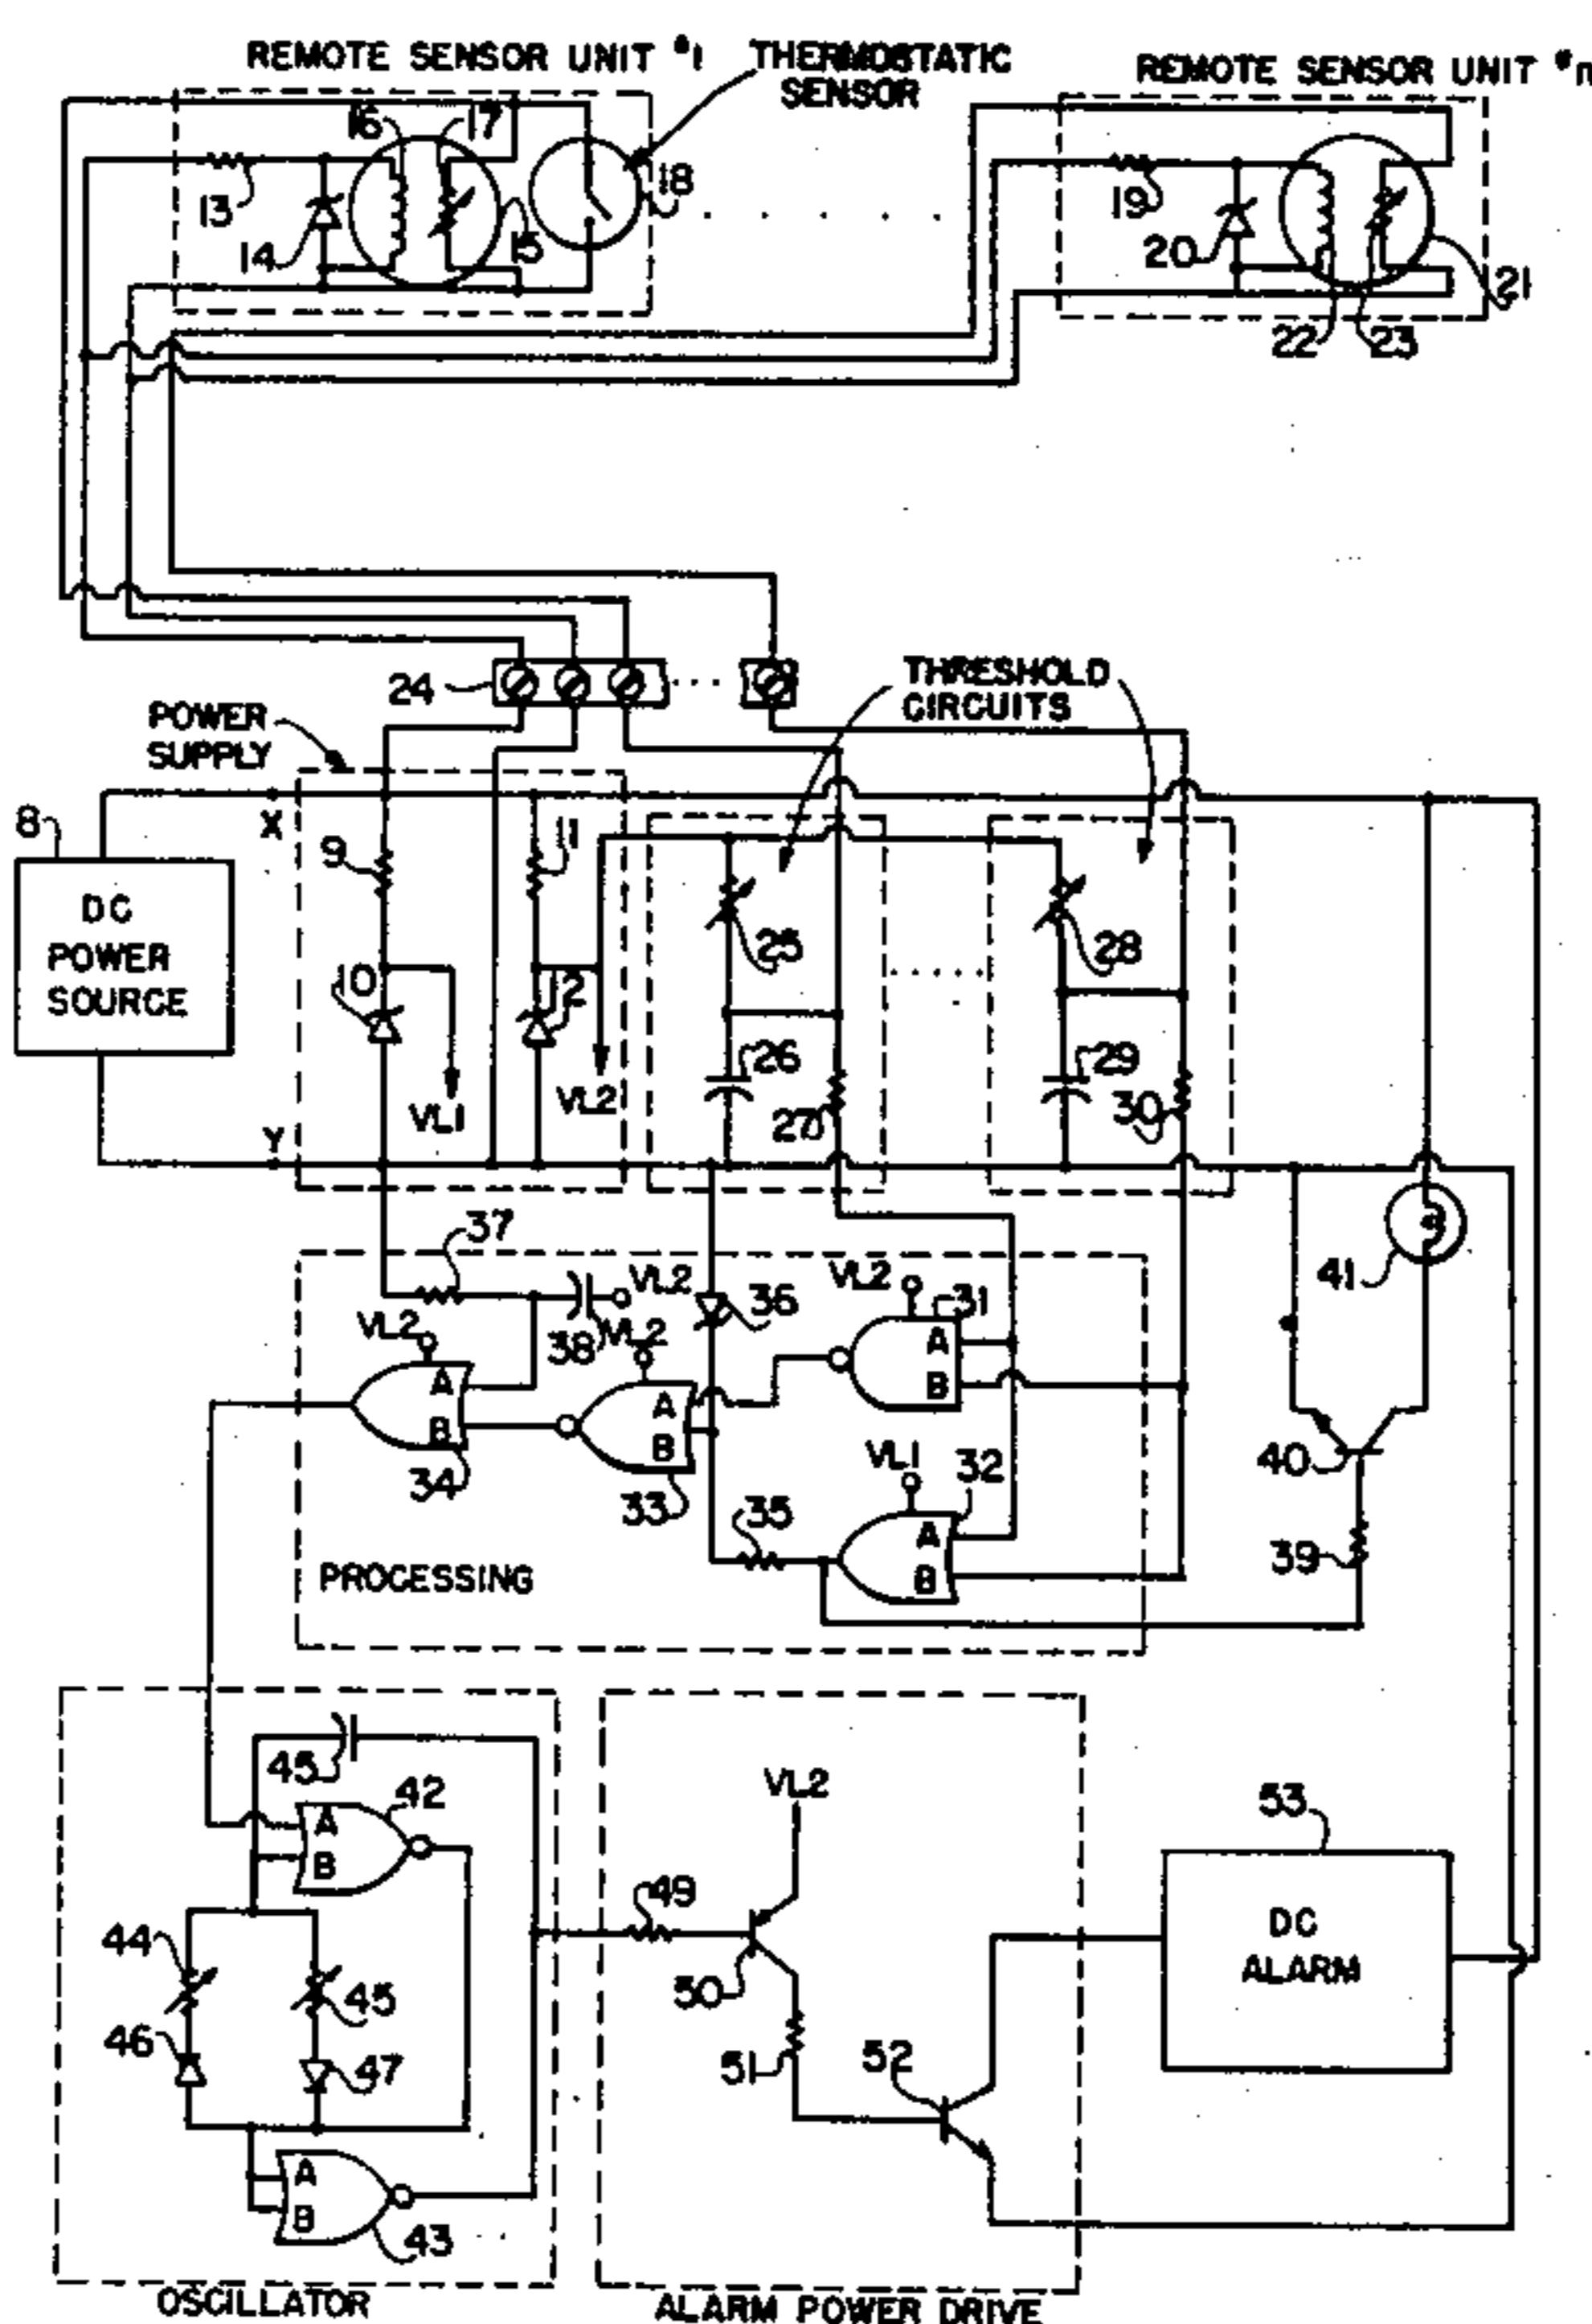 REMOTE SENSOR UNIT #1
THERMOSTATIC
SENSOR
REMOTE SENSOR UNIT #n
16
17
13
14
15
18
19
20
21
22
23
24
THRESHOLD
CIRCUITS
POWER
SUPPLY
8
X
9
11
DC
POWER
SOURCE
10
12
25
28
26
29
VL1
VL2
27
30
Y
37
VL2
VL2
31
36
41
VL2
38
VL2
A
B
A
B
A
B
34
33
VL1
32
40
35
A
B
39
PROCESSING
45
42
A
B
VL2
53
49
DC
ALARM
44
45
50
46
47
51
52
A
B
43
OSCILLATOR
ALARM POWER DRIVE